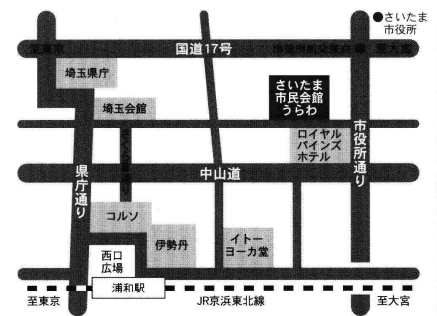 さいたま
市役所
国道17号
埼玉県庁
さいたま
市民会館
うらわ
埼玉会館
ロイヤル
パインズ
ホテル
市役所通り
中山道
県庁通り
コルソ
伊勢丹
イトー
ヨーカ堂
西口
広場
浦和駅
至東京
JR京浜東北線
至大宮